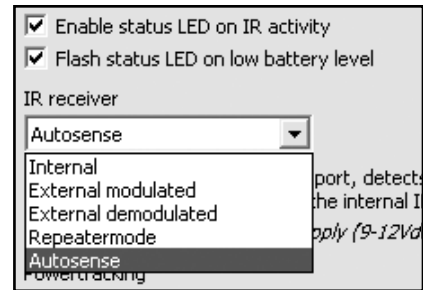 Enable status LED on IR activity
Flash status LED on low battery level
IR receiver
Autosense
Internal
External modulated
port, detects
External demodulated
the internal
Repeatermode
pply (9-12Vd
Autosense
Powertracking